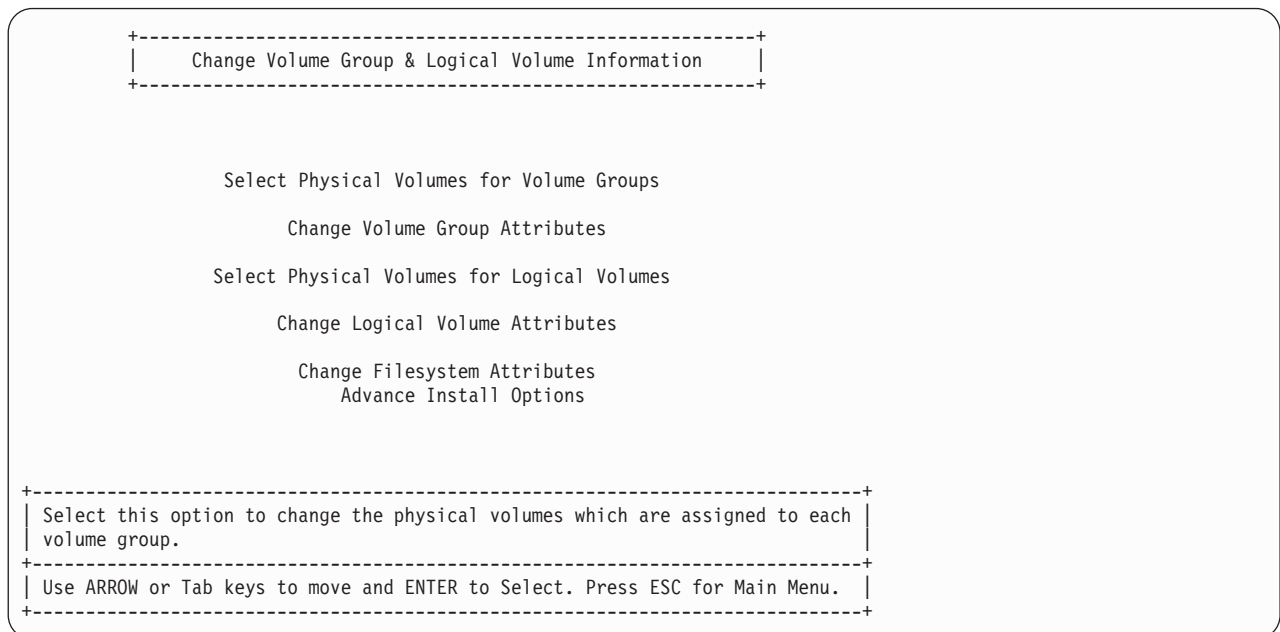 Change Volume Group & Logical Volume Information
Select Physical Volumes for Volume Groups
Change Volume Group Attributes
Select Physical Volumes for Logical Volumes
Change Logical Volume Attributes
Change Filesystem Attributes
Advance Install Options
Select this option to change the physical volumes which are assigned to each
volume group.
Use ARROW or Tab keys to move and ENTER to Select. Press ESC for Main Menu.